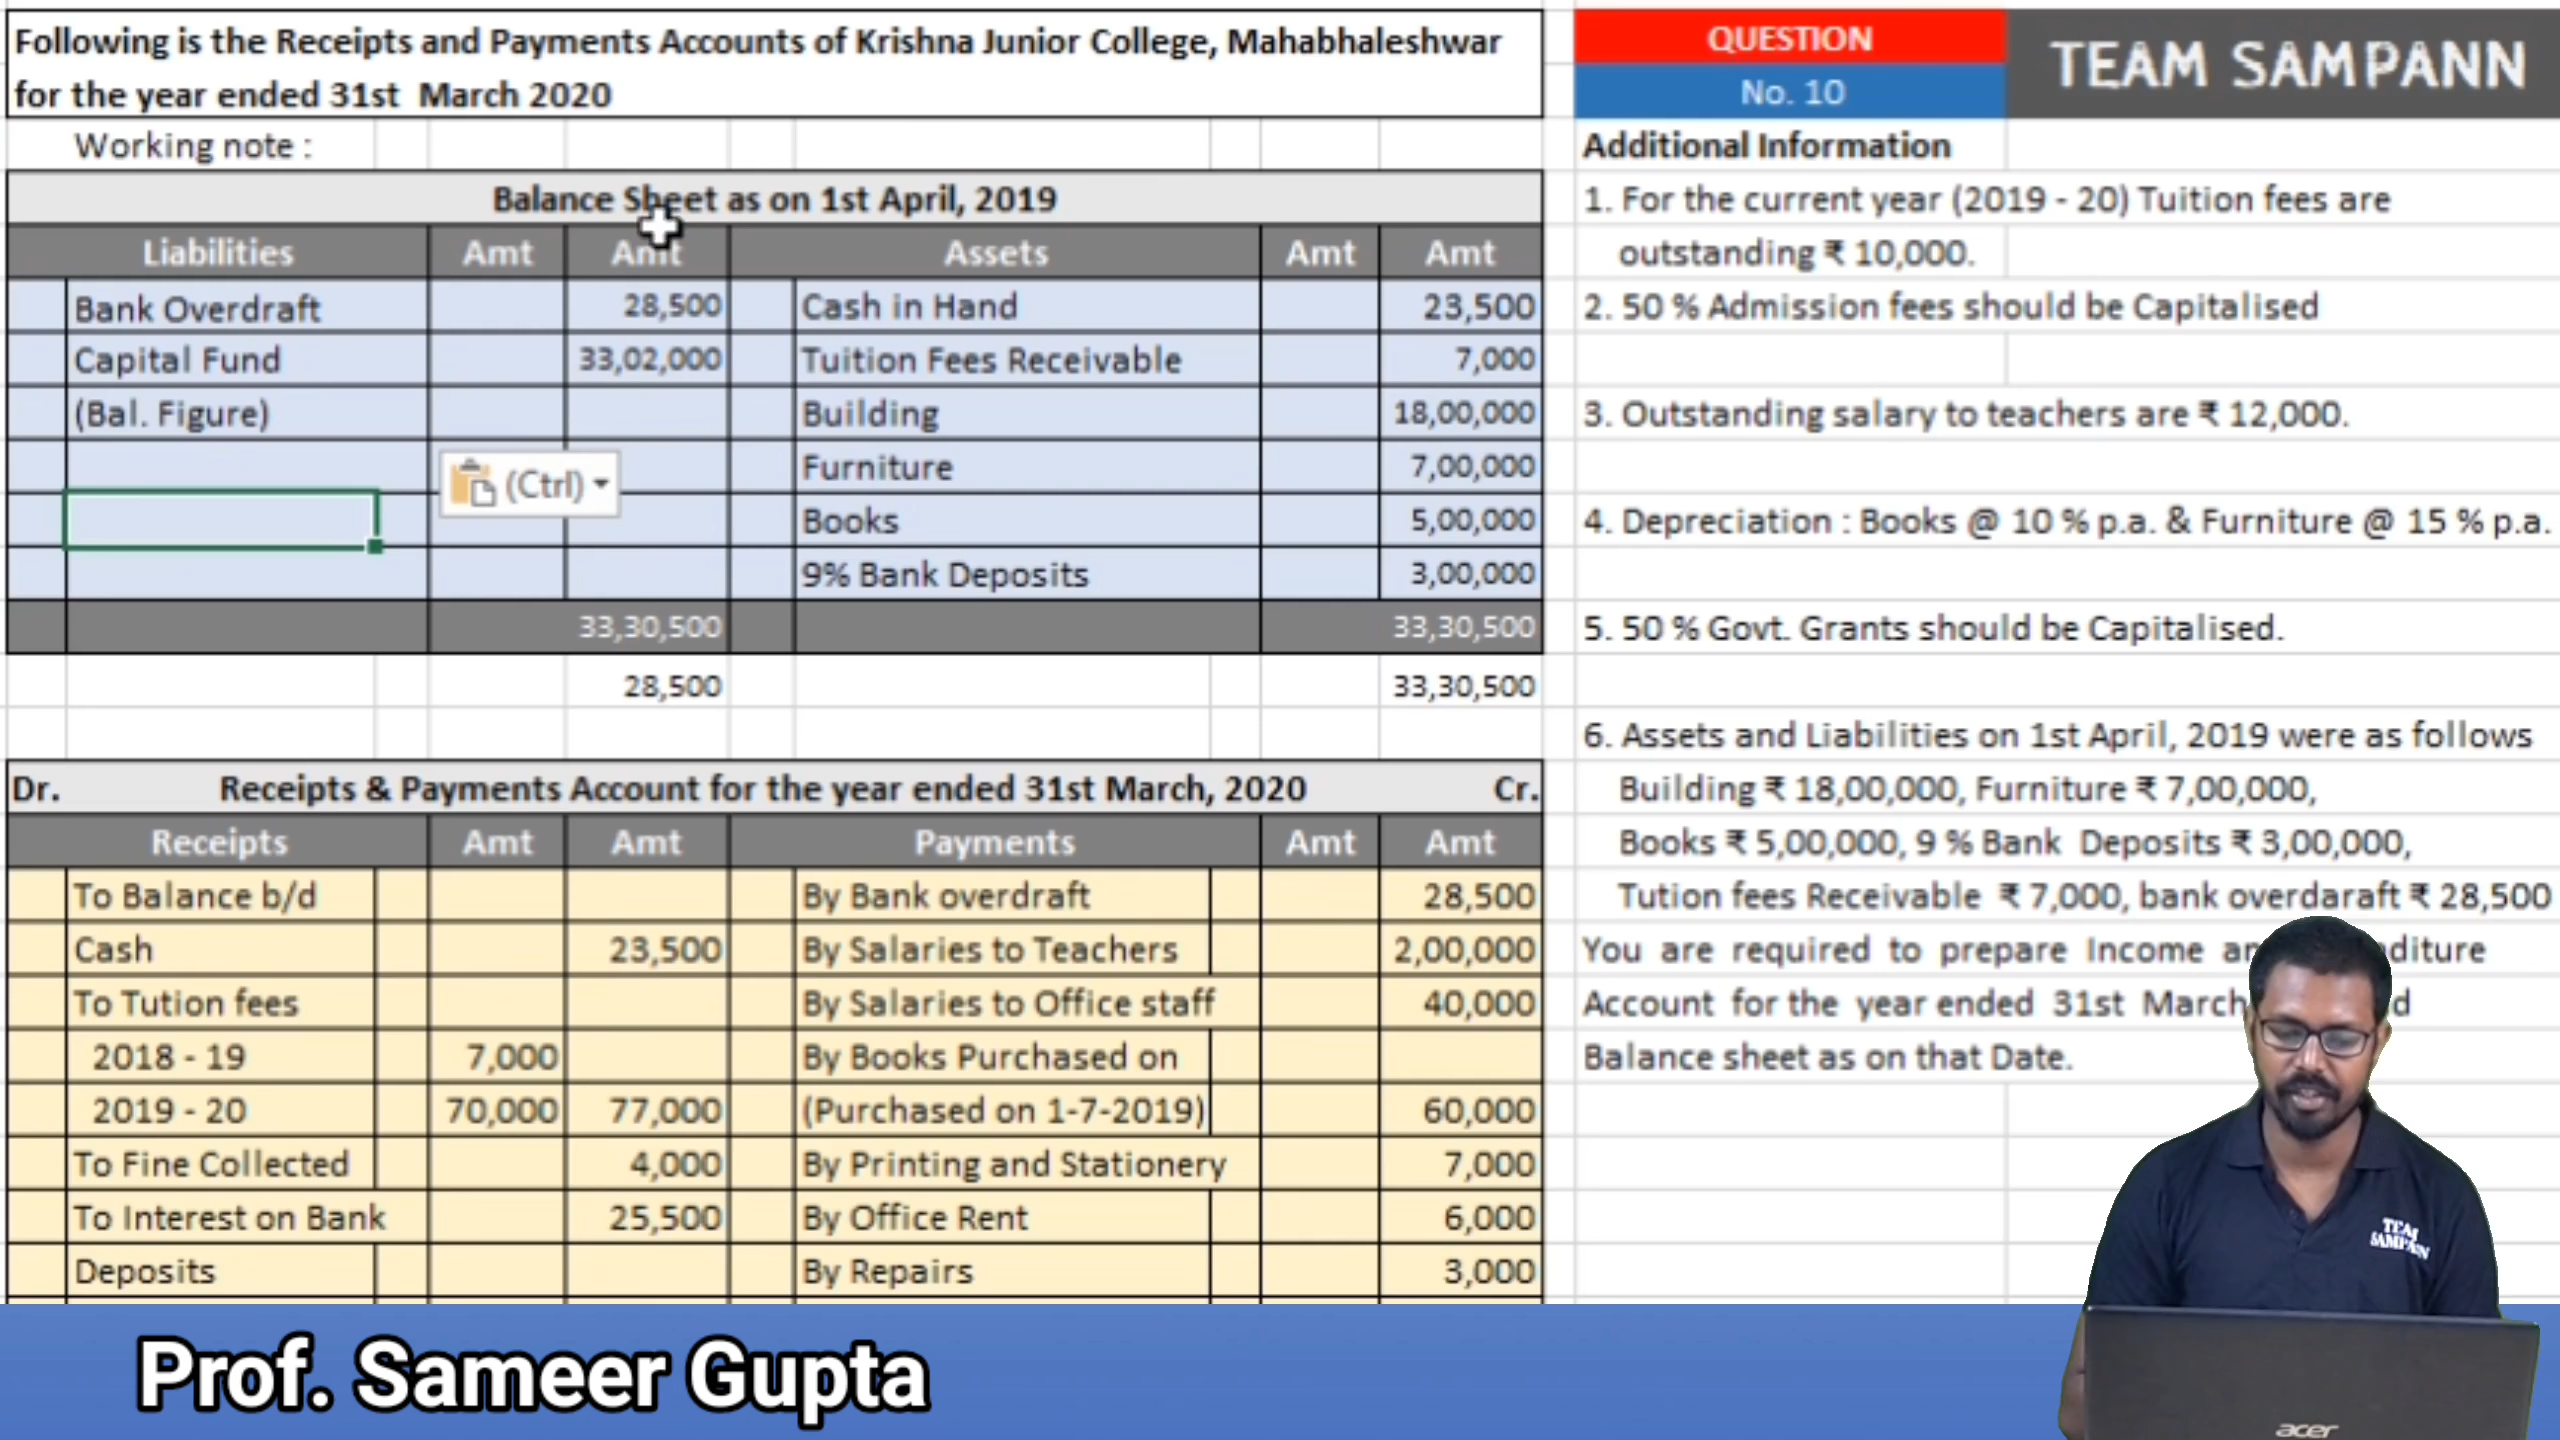 Following is the Receipts and Payments Accounts of Krishna Junior College, Mahabhaleshwar
for the year ended 31st March 2020
Working note :
Balance Sheet as on 1st April, 2019
Liabilities Amt Amt Assets Amt Amt
Bank Overdraft 28,500 Cash in Hand 23,500
Capital Fund 33,02,000 Tuition Fees Receivable 7,000
(Bal. Figure) Building 18,00,000
Furniture 7,00,000
(Ctrl)
Books 5,00,000
9% Bank Deposits 3,00,000
33,30,500 33,30,500
28,500 33,30,500
Dr. Receipts & Payments Account for the year ended 31st March, 2020 Cr.
Receipts Amt Amt Payments Amt Amt
To Balance b/d By Bank overdraft 28,500
Cash 23,500 By Salaries to Teachers 2,00,000
To Tution fees By Salaries to Office staff 40,000
2018 - 19 7,000 By Books Purchased on
2019 - 20 70,000 77,000 (Purchased on 1-7-2019) 60,000
To Fine Collected 4,000 By Printing and Stationery 7,000
To Interest on Bank 25,500 By Office Rent 6,000
Deposits By Repairs 3,000
QUESTION
No. 10
TEAM SAMPANN
Additional Information
1. For the current year (2019 - 20) Tuition fees are
outstanding ₹ 10,000.
2. 50 % Admission fees should be Capitalised
3. Outstanding salary to teachers are ₹ 12,000.
4. Depreciation : Books @ 10 % p.a. & Furniture @ 15 % p.a.
5. 50 % Govt. Grants should be Capitalised.
6. Assets and Liabilities on 1st April, 2019 were as follows
Building ₹ 18,00,000, Furniture ₹ 7,00,000,
Books ₹ 5,00,000, 9 % Bank Deposits ₹ 3,00,000,
Tution fees Receivable ₹ 7,000, bank overdaraft ₹ 28,500
You are required to prepare Income an diture
Account for the year ended 31st March d
Balance sheet as on that Date.
TEAM
SAMPANN
acer
Prof. Sameer Gupta